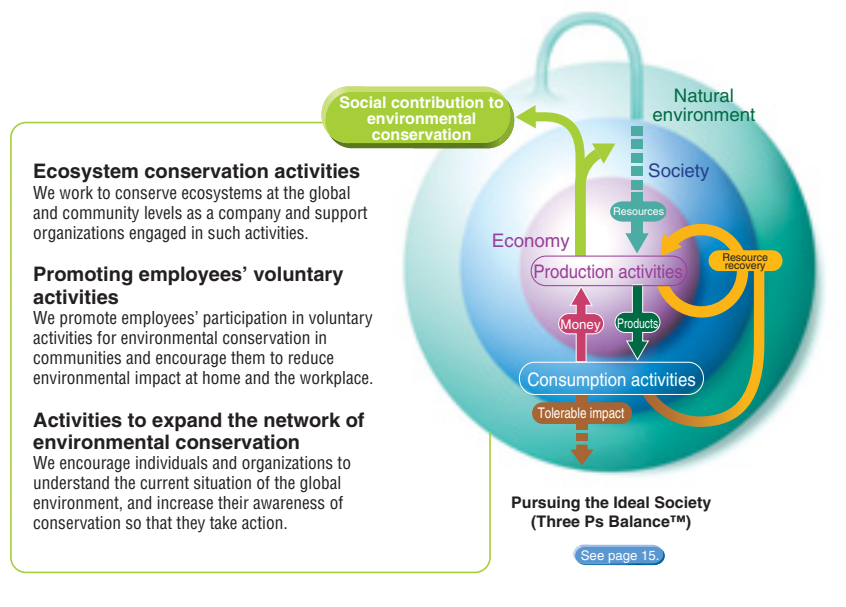 Social contribution to
environmental
conservation
Ecosystem conservation activities
We work to conserve ecosystems at the global
and community levels as a company and support
organizations engaged in such activities.
Promoting employees’ voluntary
activities
We promote employees’ participation in voluntary
activities for environmental conservation in
communities and encourage them to reduce
environmental impact at home and the workplace.
Activities to expand the network of
environmental conservation
We encourage individuals and organizations to
understand the current situation of the global
environment, and increase their awareness of
conservation so that they take action.
Natural
environment
Society
Resources
Economy
Resource
recovery
Production activities
Money
Products
Consumption activities
Tolerable impact
Pursuing the Ideal Society
(Three Ps Balance™)
See page 15.